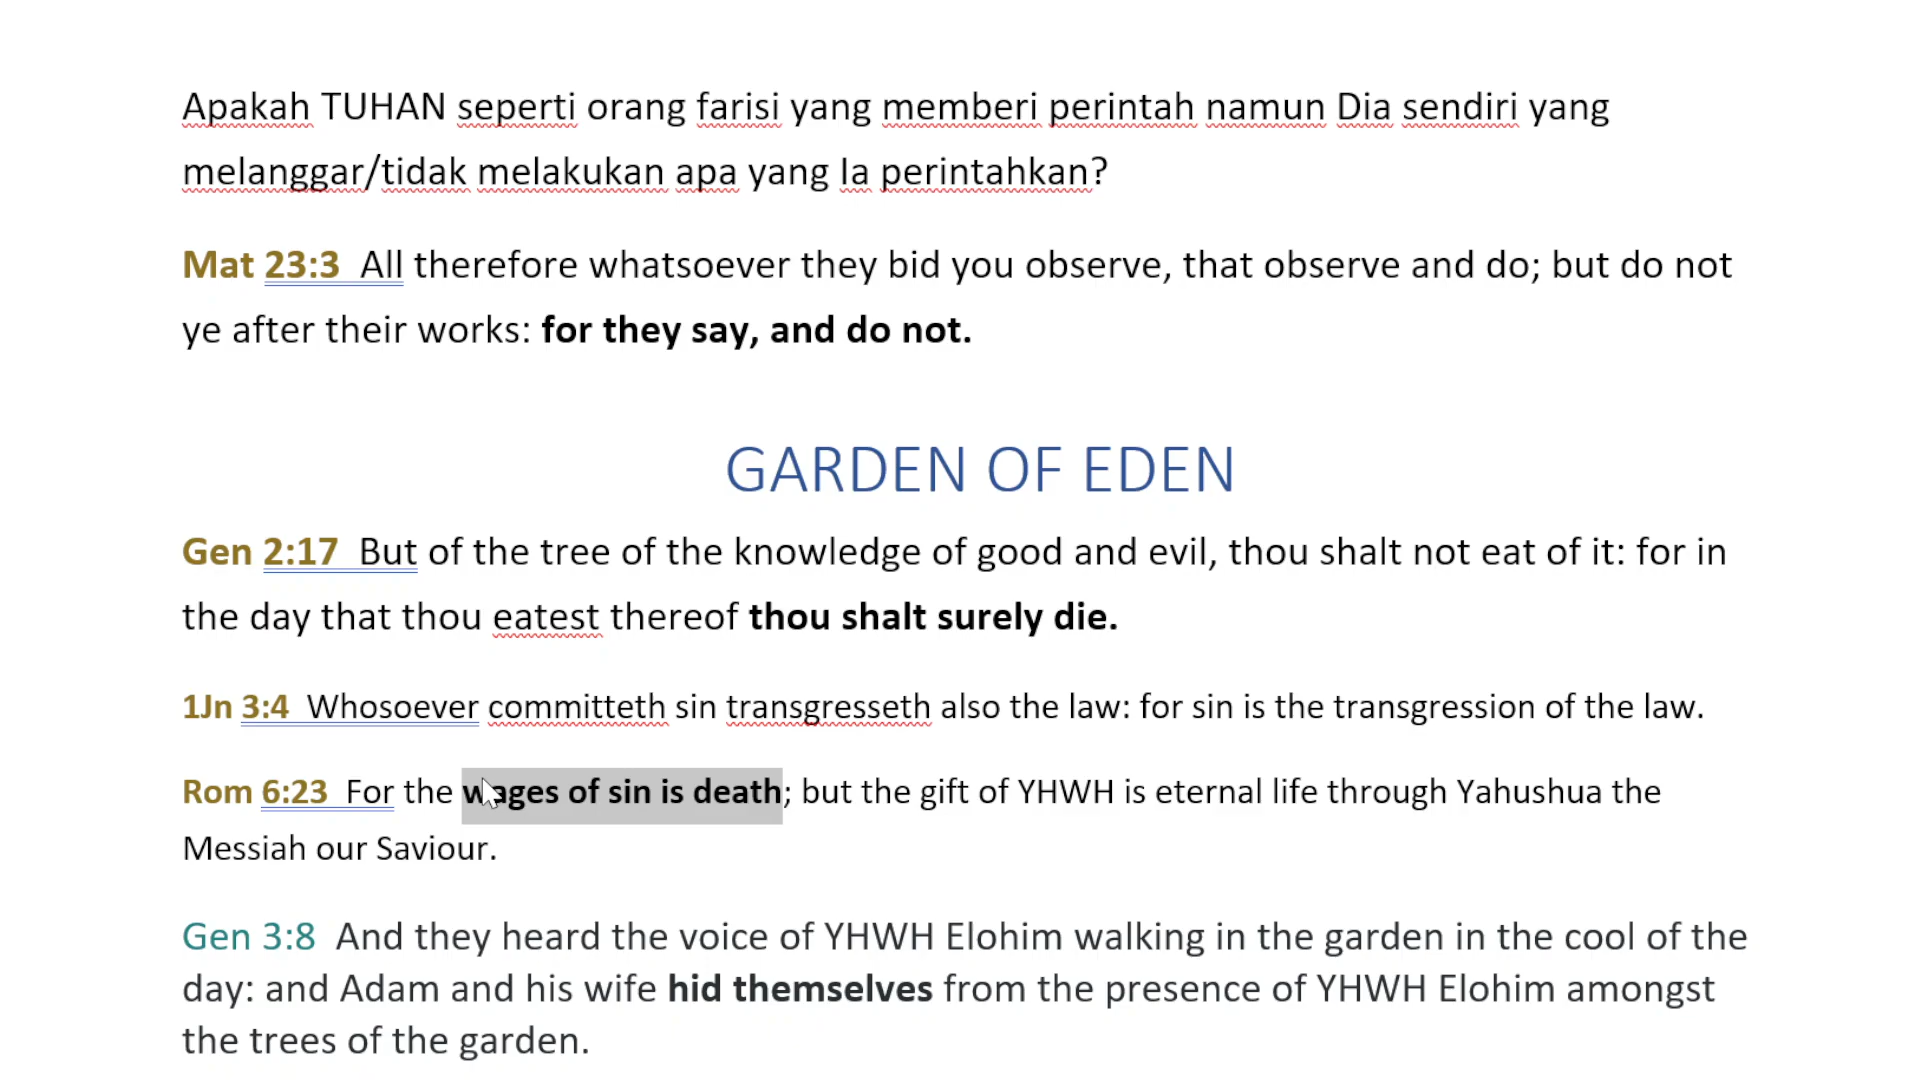 Apakah TUHAN seperti orang farisi yang memberi perintah namun Dia sendiri yang
melanggar/tidak melakukan apa yang Ia perintahkan?
Mat 23:3  All therefore whatsoever they bid you observe, that observe and do; but do not
ye after their works: for they say, and do not.
GARDEN OF EDEN
Gen 2:17  But of the tree of the knowledge of good and evil, thou shalt not eat of it: for in
the day that thou eatest thereof thou shalt surely die.
1Jn 3:4  Whosoever committeth sin transgresseth also the law: for sin is the transgression of the law.
Rom 6:23  For the wages of sin is death; but the gift of YHWH is eternal life through Yahushua the
Messiah our Saviour.
Gen 3:8  And they heard the voice of YHWH Elohim walking in the garden in the cool of the
day: and Adam and his wife hid themselves from the presence of YHWH Elohim amongst
the trees of the garden.